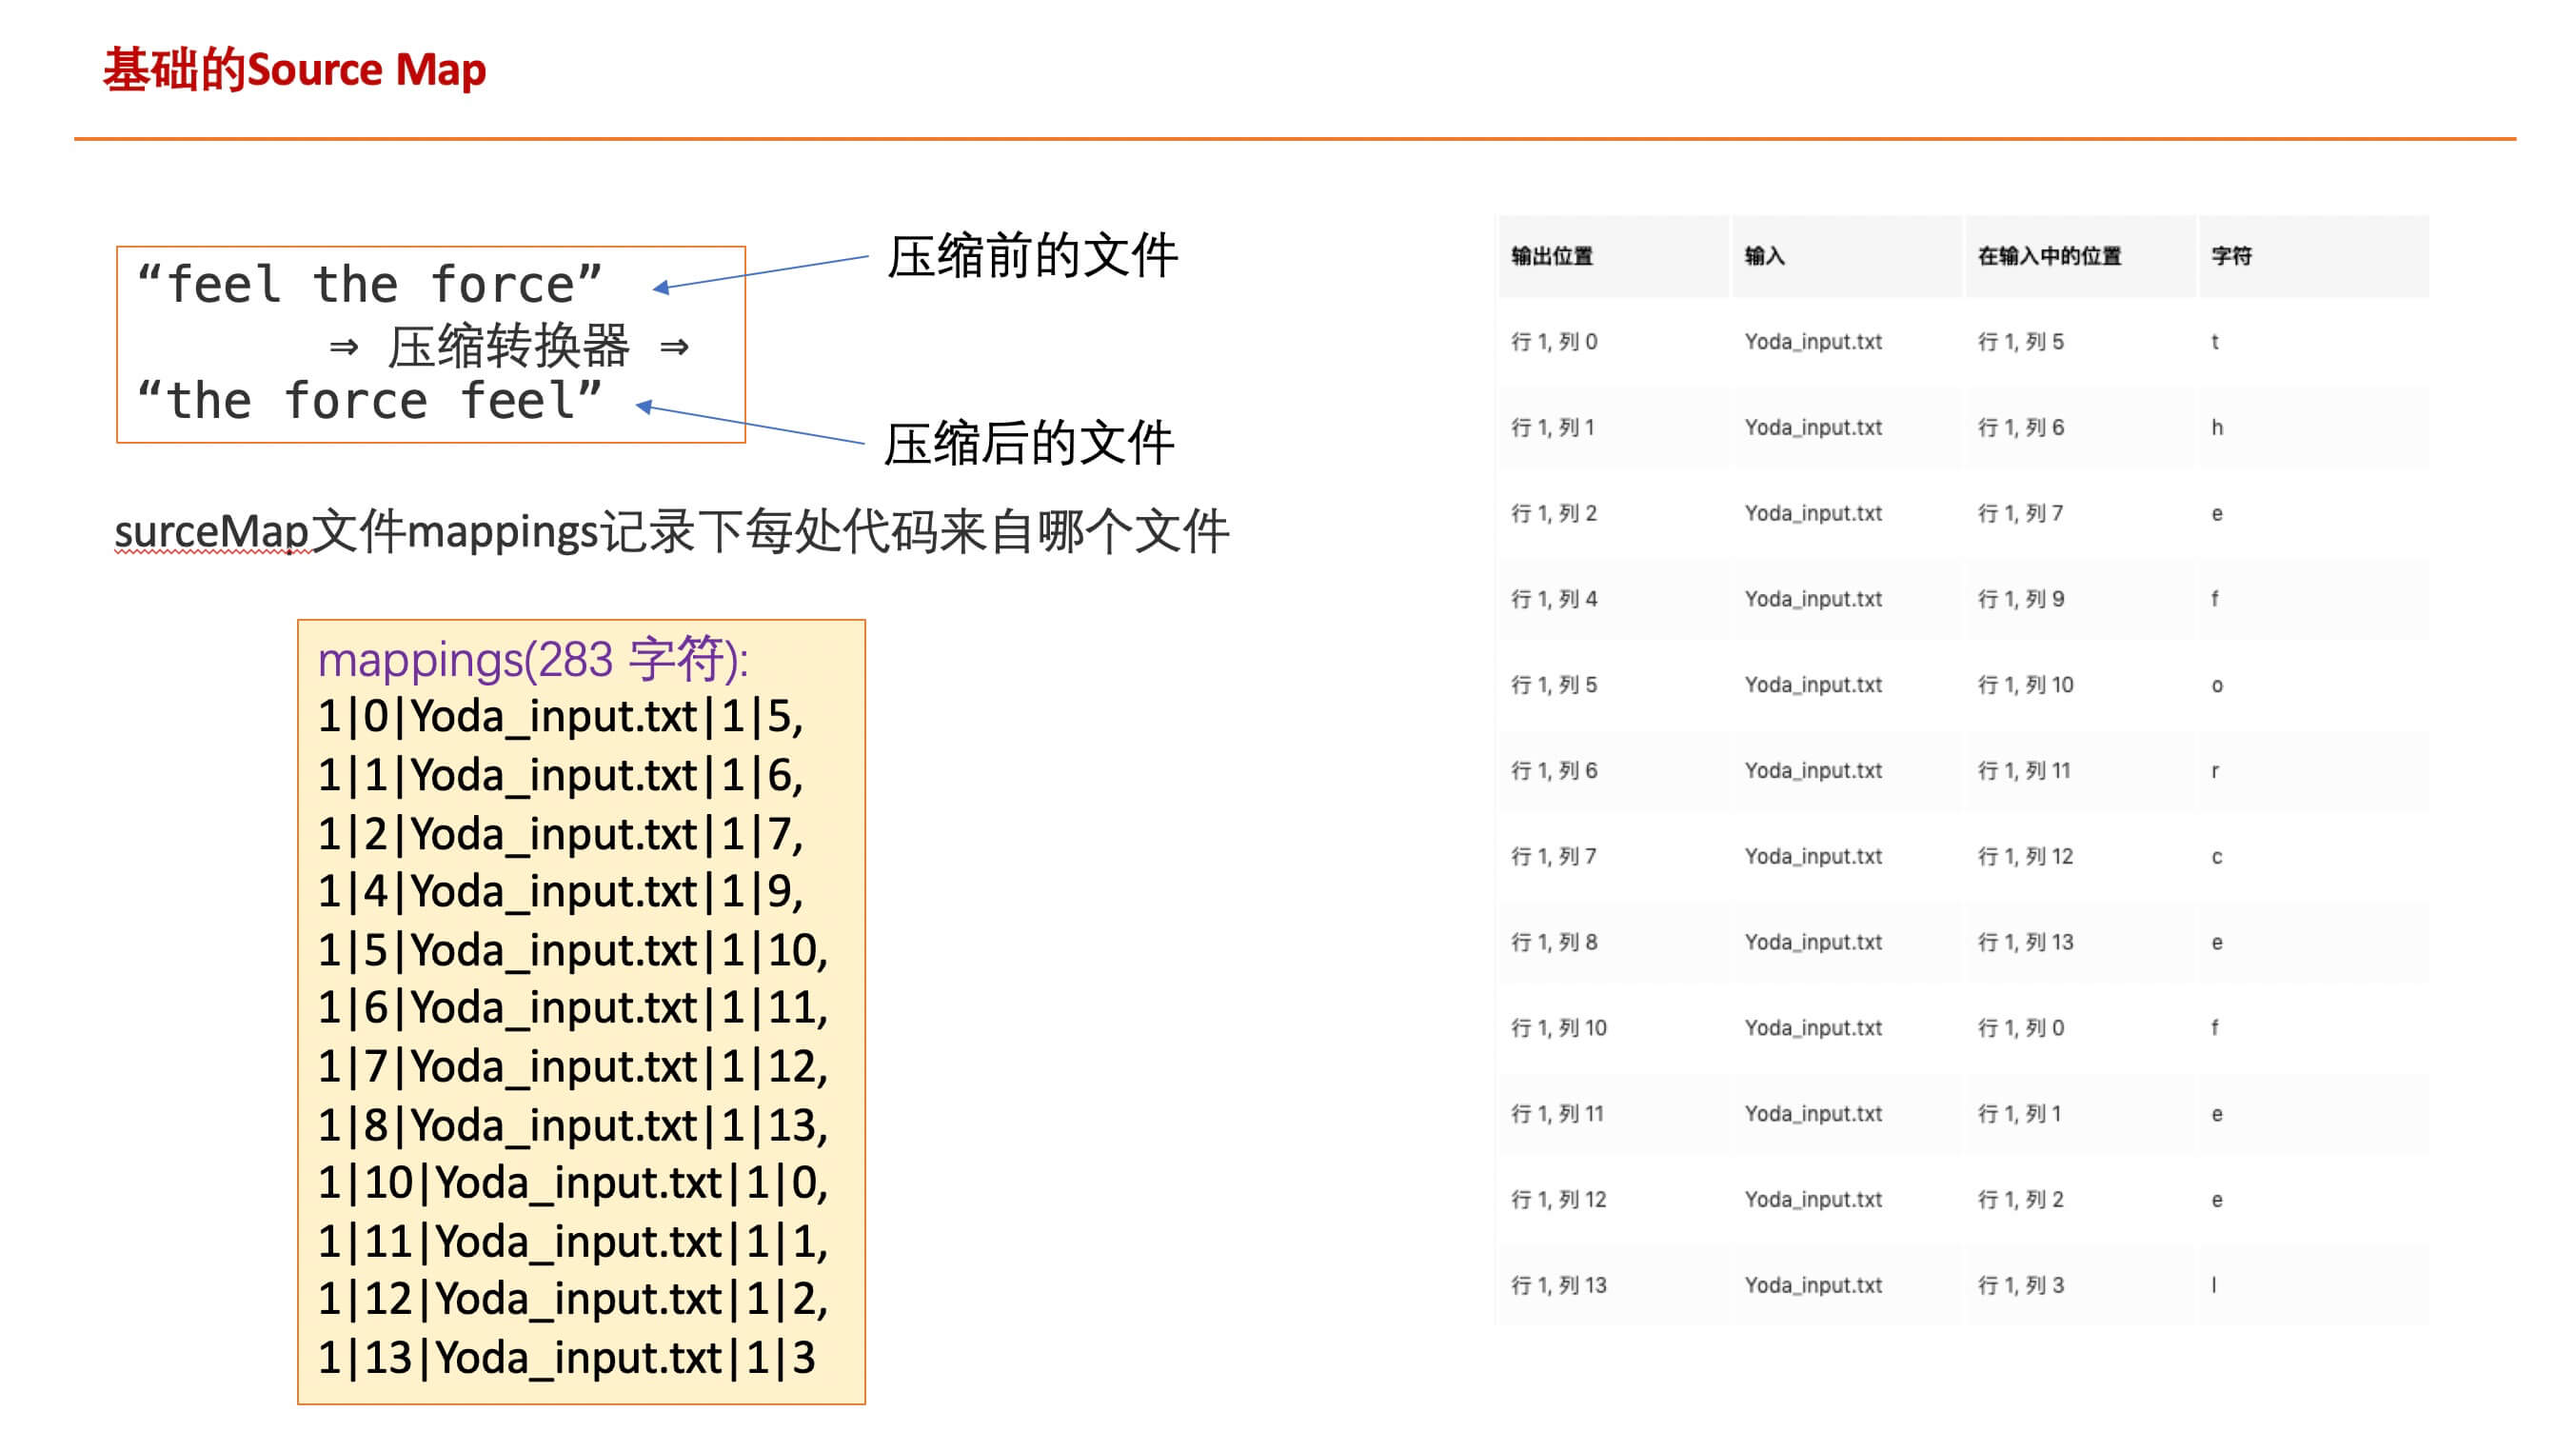 基础的Source Map
“feel the force”
⇒ 压缩转换器 ⇒
“the force feel”
压缩前的文件
压缩后的文件
surceMap文件mappings记录下每处代码来自哪个文件
mappings(283 字符):
1|0|Yoda_input.txt|1|5,
1|1|Yoda_input.txt|1|6,
1|2|Yoda_input.txt|1|7,
1|4|Yoda_input.txt|1|9,
1|5|Yoda_input.txt|1|10,
1|6|Yoda_input.txt|1|11,
1|7|Yoda_input.txt|1|12,
1|8|Yoda_input.txt|1|13,
1|10|Yoda_input.txt|1|0,
1|11|Yoda_input.txt|1|1,
1|12|Yoda_input.txt|1|2,
1|13|Yoda_input.txt|1|3
输出位置 输入 在输入中的位置 字符
行 1, 列 0 Yoda_input.txt 行 1, 列 5 t
行 1, 列 1 Yoda_input.txt 行 1, 列 6 h
行 1, 列 2 Yoda_input.txt 行 1, 列 7 e
行 1, 列 4 Yoda_input.txt 行 1, 列 9 f
行 1, 列 5 Yoda_input.txt 行 1, 列 10 o
行 1, 列 6 Yoda_input.txt 行 1, 列 11 r
行 1, 列 7 Yoda_input.txt 行 1, 列 12 c
行 1, 列 8 Yoda_input.txt 行 1, 列 13 e
行 1, 列 10 Yoda_input.txt 行 1, 列 0 f
行 1, 列 11 Yoda_input.txt 行 1, 列 1 e
行 1, 列 12 Yoda_input.txt 行 1, 列 2 e
行 1, 列 13 Yoda_input.txt 行 1, 列 3 l